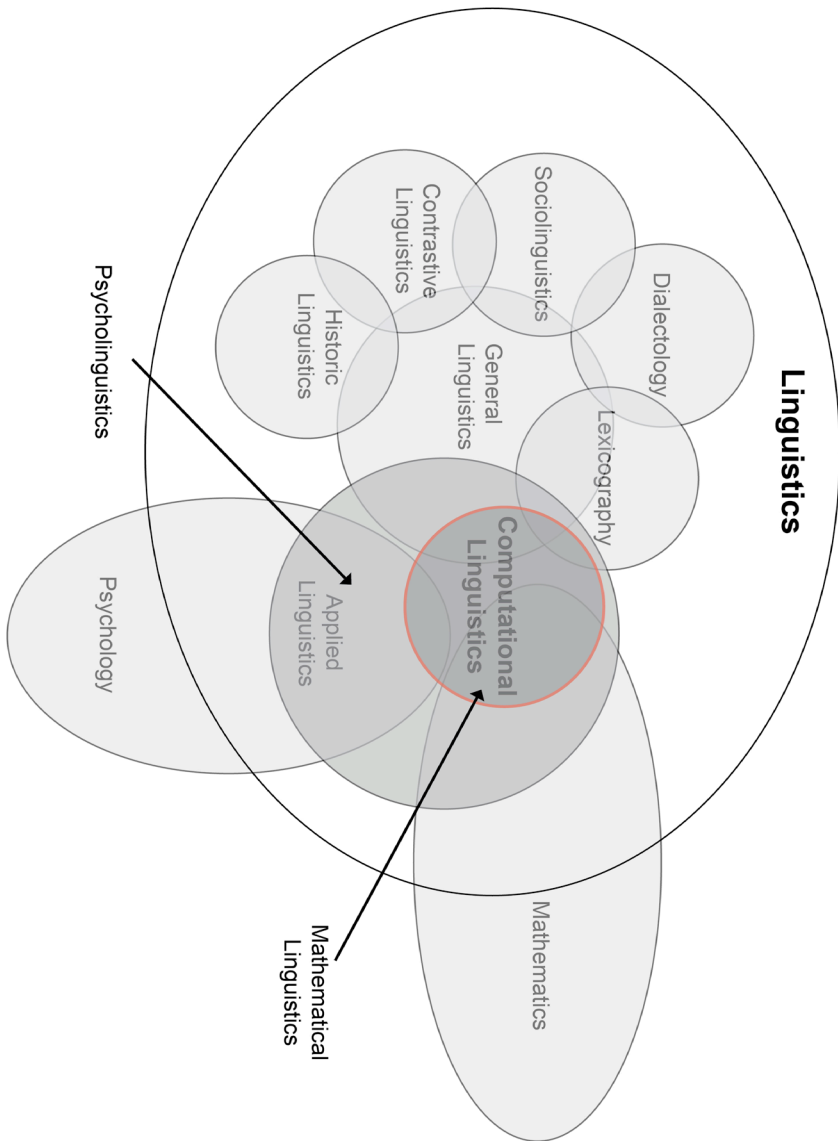 Linguistics
Dialectology
Sociolinguistics
Lexicography
Contrastive
Linguistics
General
Linguistics
Computational
Linguistics
Mathematics
Historic
Linguistics
Applied
Linguistics
Mathematical
Linguistics
Psycholinguistics
Psychology